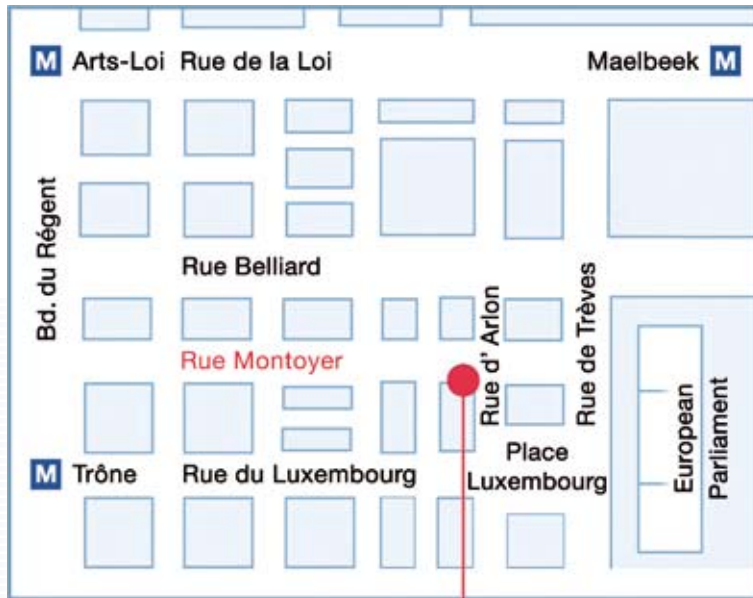 M Arts-Loi Rue de la Loi Maelbeek M
Bd. du Régent
Rue Belliard
Rue Montoyer
Rue d' Arlon
Rue de Trèves
European
Parliament
M Trône Rue du Luxembourg
Place
Luxembourg